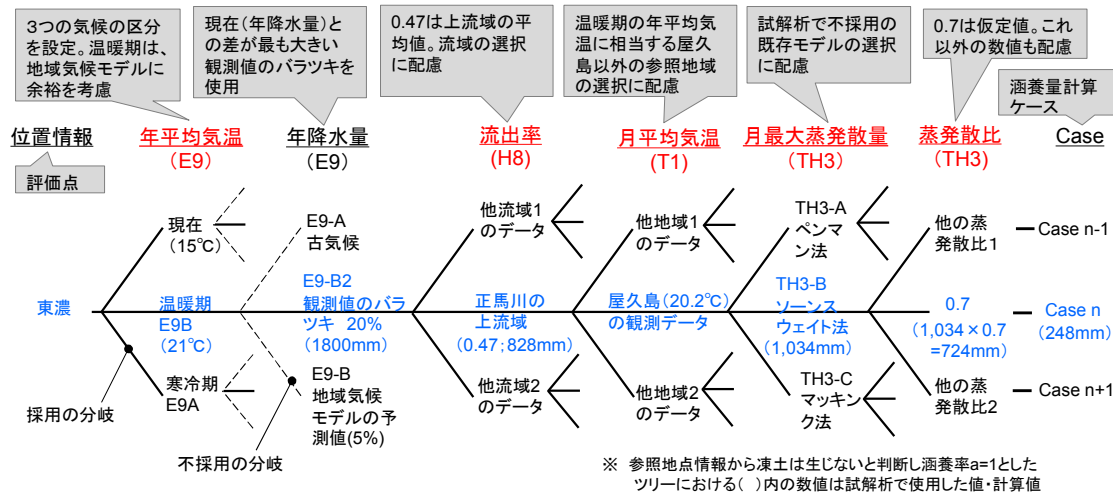 3つの気候の区分
を設定。温暖期は、
地域気候モデルに
余裕を考慮
現在（年降水量）と
の差が最も大きい
観測値のバラツキを
使用
0.47は上流域の平
均値。流域の選択
に配慮
温暖期の年平均気
温に相当する屋久
島以外の参照地域
の選択に配慮
試解析で不採用の
既存モデルの選択
に配慮
0.7は仮定値。これ
以外の数値も配慮
涵養量計算
ケース
位置情報
年平均気温
（E9）
年降水量
（E9）
流出率
（H8）
月平均気温
（T1）
月最大蒸発散量
（TH3）
蒸発散比
（TH3）
Case
評価点
現在
（15℃）
E9-A
古気候
他流域1
のデータ
他地域1
のデータ
TH3-A
ペンマ
ン法
他の蒸
発散比1
Case n-1
東濃
温暖期
E9B
（21℃）
E9-B2
観測値のバラ
ツキ 20%
（1800mm）
正馬川の
上流域
（0.47；828mm）
屋久島（20.2℃）
の観測データ
TH3-B
ソーンス
ウェイト法
（1,034mm）
0.7
（1,034×0.7
=724mm）
Case n
（248mm）
寒冷期
E9A
E9-B
地域気候
モデルの予
測値(5%)
他流域2
のデータ
他地域2
のデータ
TH3-C
マッキン
ク法
他の蒸
発散比2
Case n+1
採用の分岐
不採用の分岐
※ 参照地点情報から凍土は生じないと判断し涵養率a=1とした
ツリーにおける（ ）内の数値は試解析で使用した値・計算値